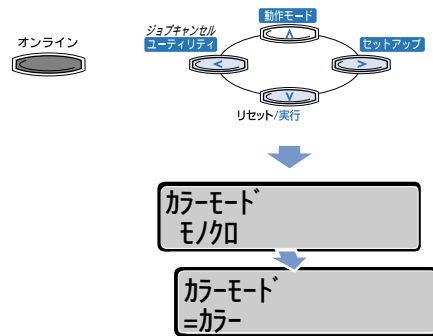 動作モード
ジョブキャンセル
オンライン
ユーティリティ
セットアップ
リセット/実行
カラーモード
モノクロ
カラーモード
=カラー